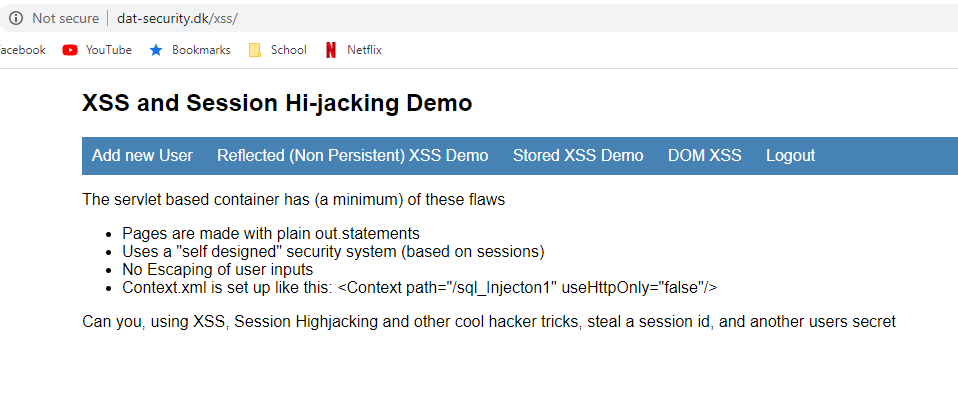 Not secure | dat-security.dk/xss/
acebook YouTube Bookmarks School Netflix
XSS and Session Hi-jacking Demo
Add new User Reflected (Non Persistent) XSS Demo Stored XSS Demo DOM XSS Logout
The servlet based container has (a minimum) of these flaws
• Pages are made with plain out.statements
• Uses a "self designed" security system (based on sessions)
• No Escaping of user inputs
• Context.xml is set up like this: <Context path="/sql_Injecton1" useHttpOnly="false"/>
Can you, using XSS, Session Highjacking and other cool hacker tricks, steal a session id, and another users secret